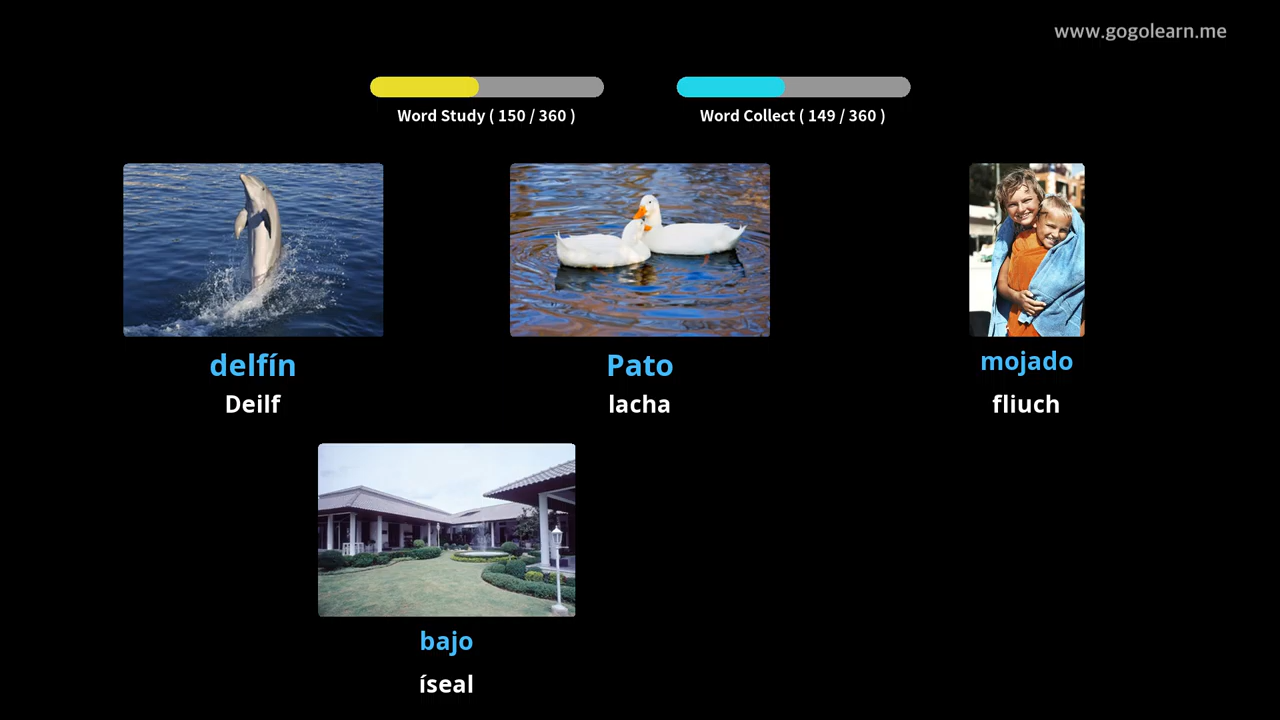 www.gogolearn.me
Word Study ( 150 / 360 )
Word Collect ( 149 / 360 )
delfín
Deilf
Pato
lacha
mojado
fliuch
bajo
íseal